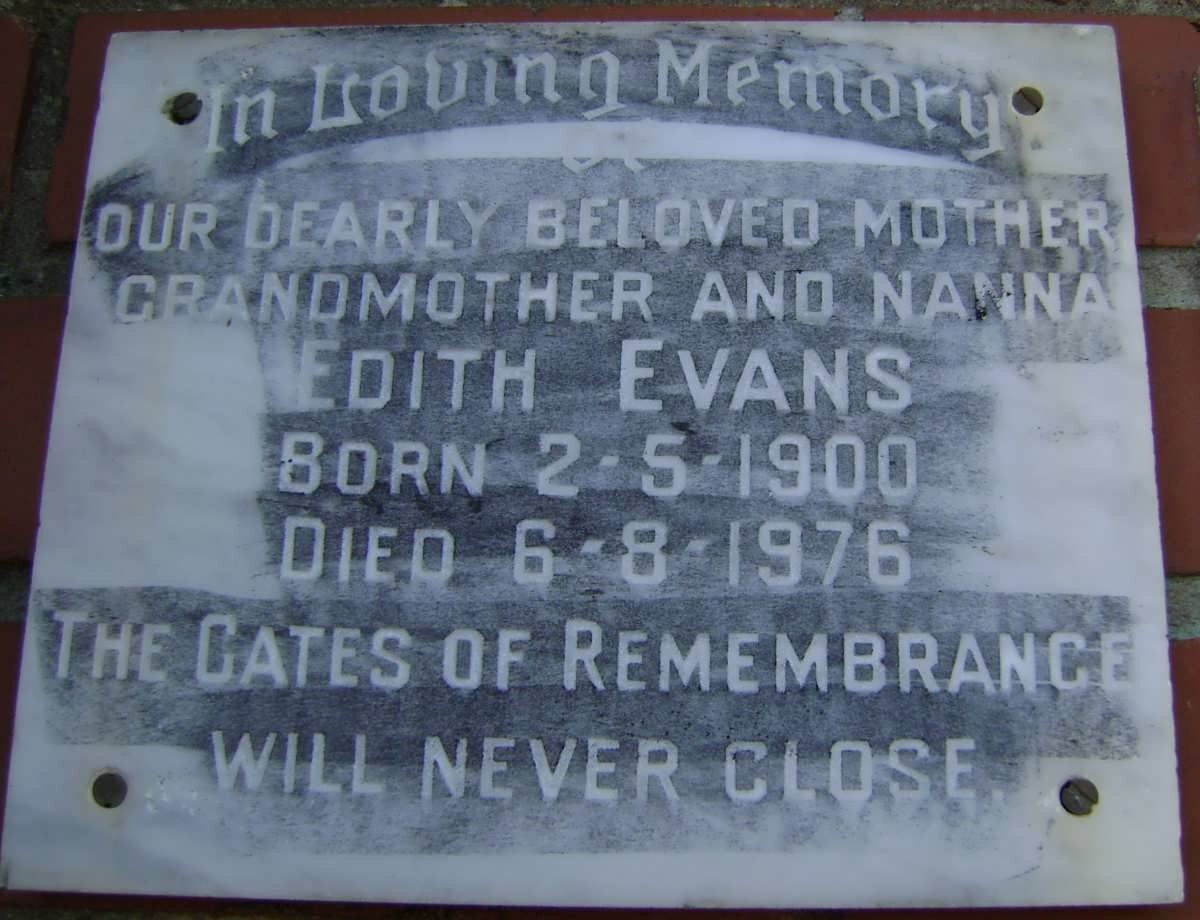 In Loving Memory
of
OUR DEARLY BELOVED MOTHER
GRANDMOTHER AND NANNA
EDITH EVANS
BORN 2-5-1900
DIED 6-8-1976
THE GATES OF REMEMBRANCE
WILL NEVER CLOSE.